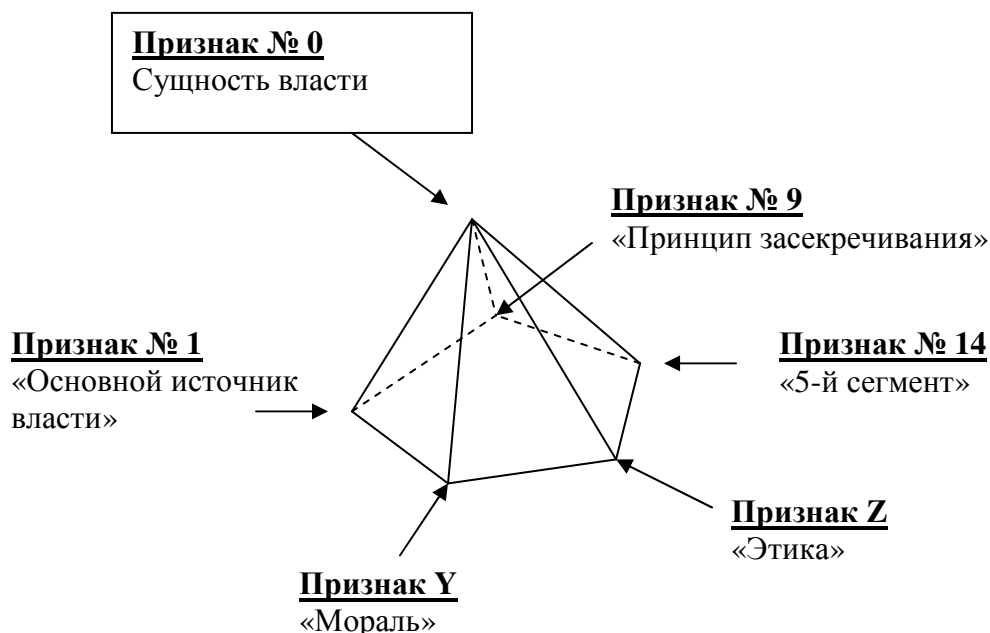 Признак № 0
Сущность власти
Признак № 9
«Принцип засекречивания»
Признак № 1
«Основной источник
власти»
Признак № 14
«5-й сегмент»
Признак Z
«Этика»
Признак Y
«Мораль»